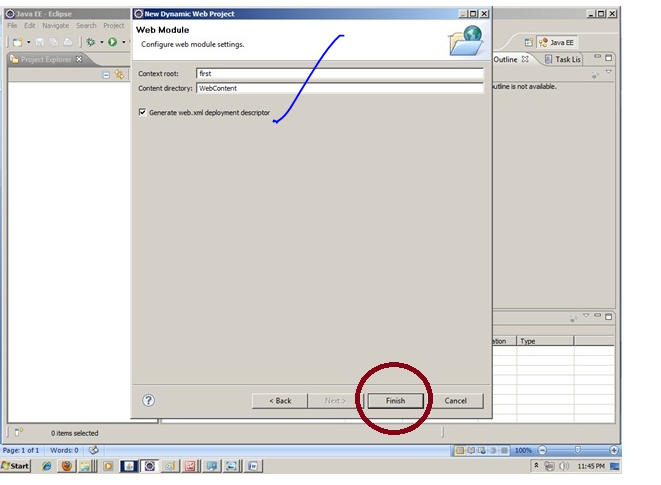 Java EE - Eclipse
New Dynamic Web Project
File Edit Navigate Search Project
Web Module
Configure web module settings.
Java EE
Project Explorer
Outline
Task Lis
Context root:
first
Content directory:
WebContent
utline is not available.
Generate web.xml deployment descriptor
ation
Type
< Back
Next >
Finish
Cancel
0 items selected
Page: 1 of 1
Words: 0
100%
Start
11:45 PM